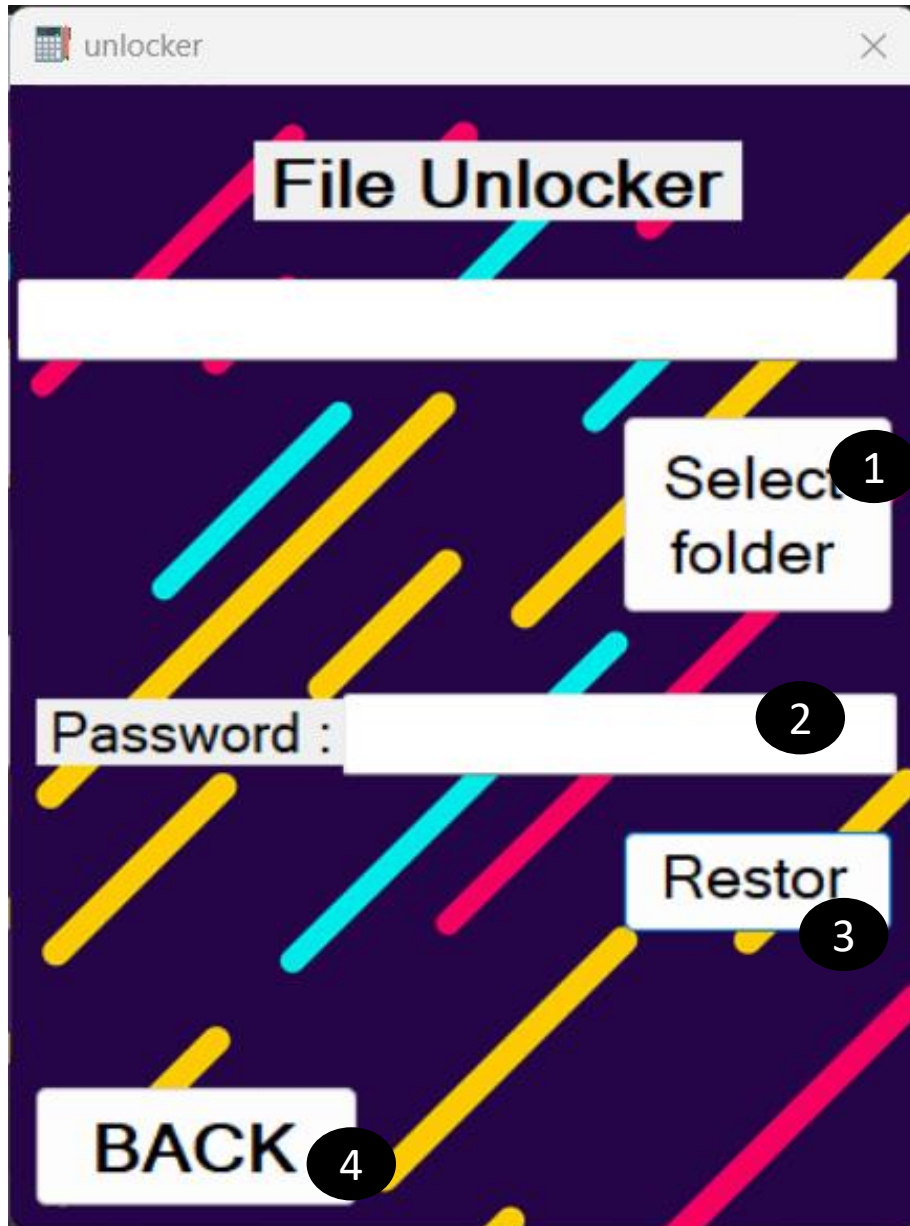 unlocker
File Unlocker
Select
folder
1
Password :
2
Restor
3
BACK
4